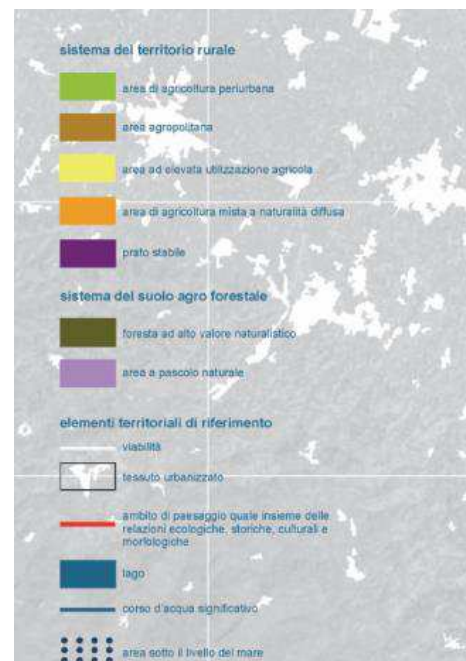 sistema del territorio rurale
area di agricoltura periurbana
area agropolitana
area ad elevata utilizzazione agricola
area di agricoltura mista a naturalità diffusa
prato stabile
sistema del suolo agro forestale
foresta ad alto valore naturalistico
area a pascolo naturale
elementi territoriali di riferimento
viabilità
tessuto urbanizzato
ambito di paesaggio quale insieme delle
relazioni ecologiche, storiche, culturali e
morfologiche
lago
corso d'acqua significativo
area sotto il livello del mare